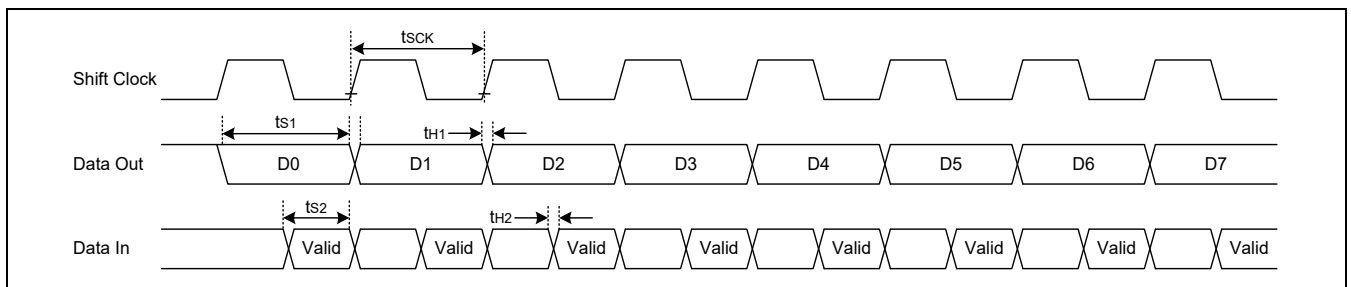 tSCK
Shift Clock
tS1
tH1
Data Out D0 D1 D2 D3 D4 D5 D6 D7
tS2
tH2
Data In Valid Valid Valid Valid Valid Valid Valid Valid